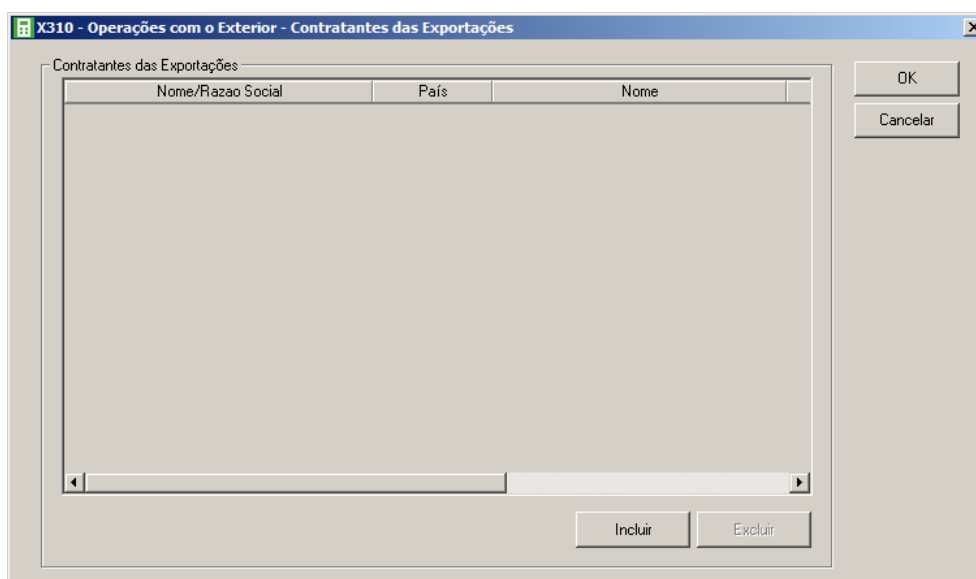 X310 - Operações com o Exterior - Contratantes das Exportações
Contratantes das Exportações
Nome/Razao Social País Nome
OK
Cancelar
Incluir Excluir